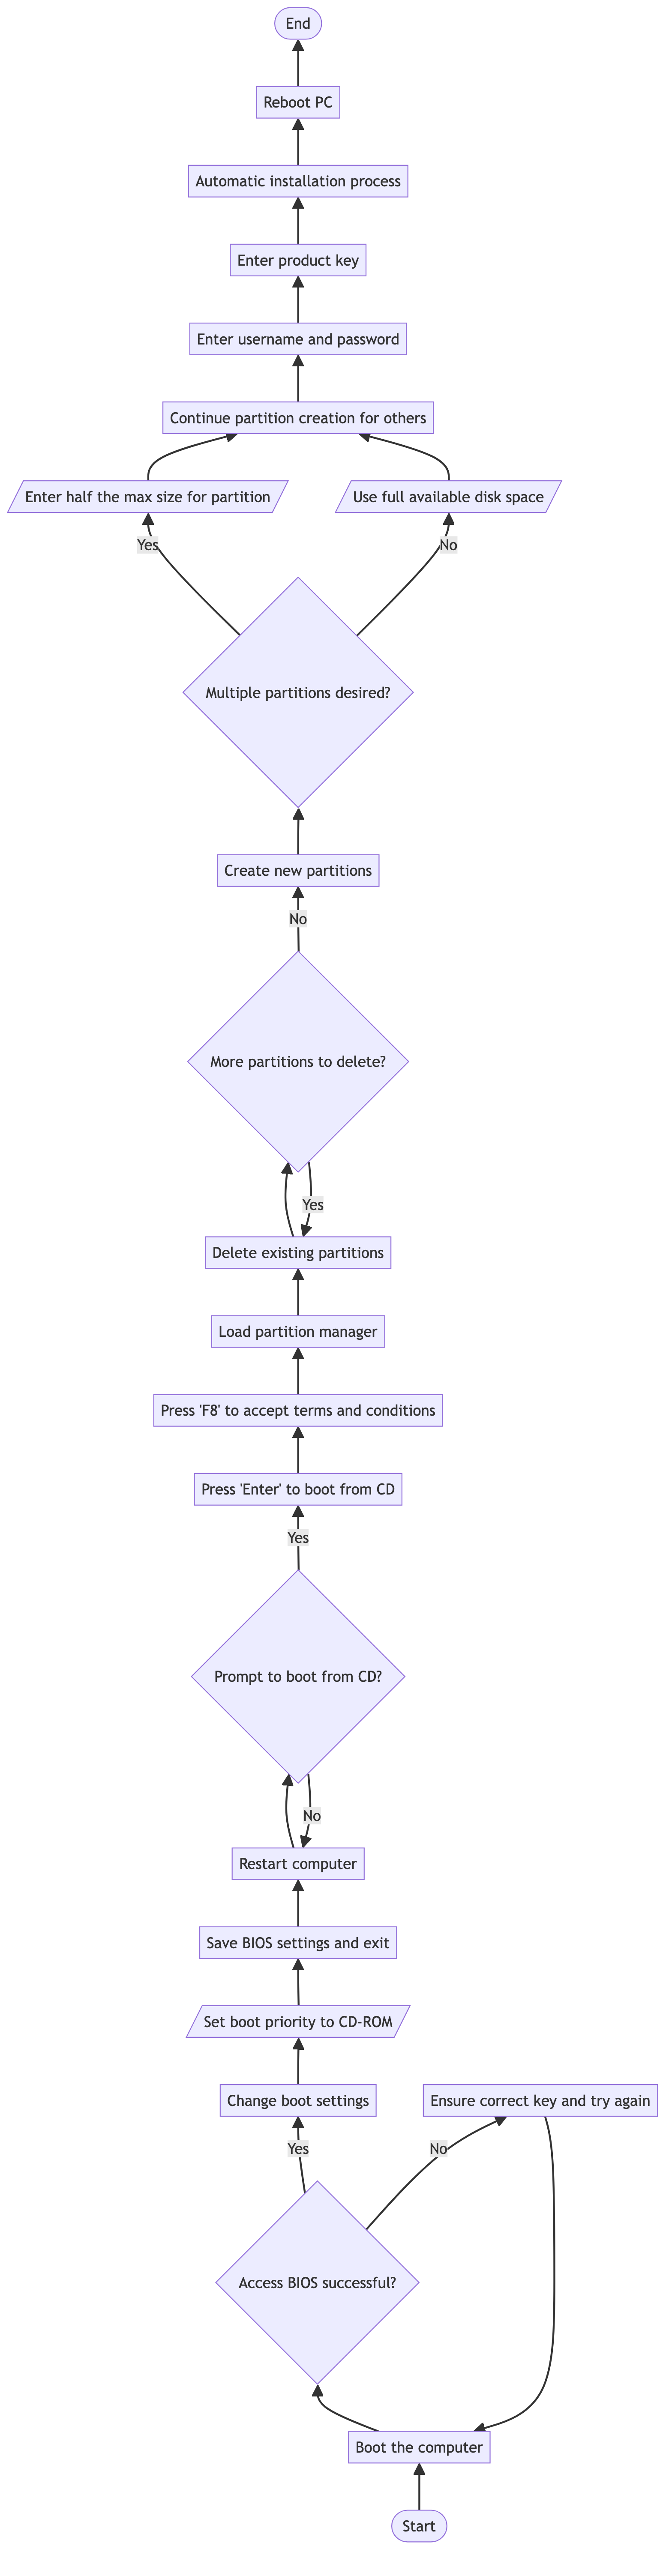 End
Reboot PC
Automatic installation process
Enter product key
Enter username and password
Continue partition creation for others
Enter half the max size for partition
Use full available disk space
Yes
No
Multiple partitions desired?
Create new partitions
No
More partitions to delete?
Yes
Delete existing partitions
Load partition manager
Press 'F8' to accept terms and conditions
Press 'Enter' to boot from CD
Yes
Prompt to boot from CD?
No
Restart computer
Save BIOS settings and exit
Set boot priority to CD-ROM
Change boot settings
Ensure correct key and try again
Yes
No
Access BIOS successful?
Boot the computer
Start